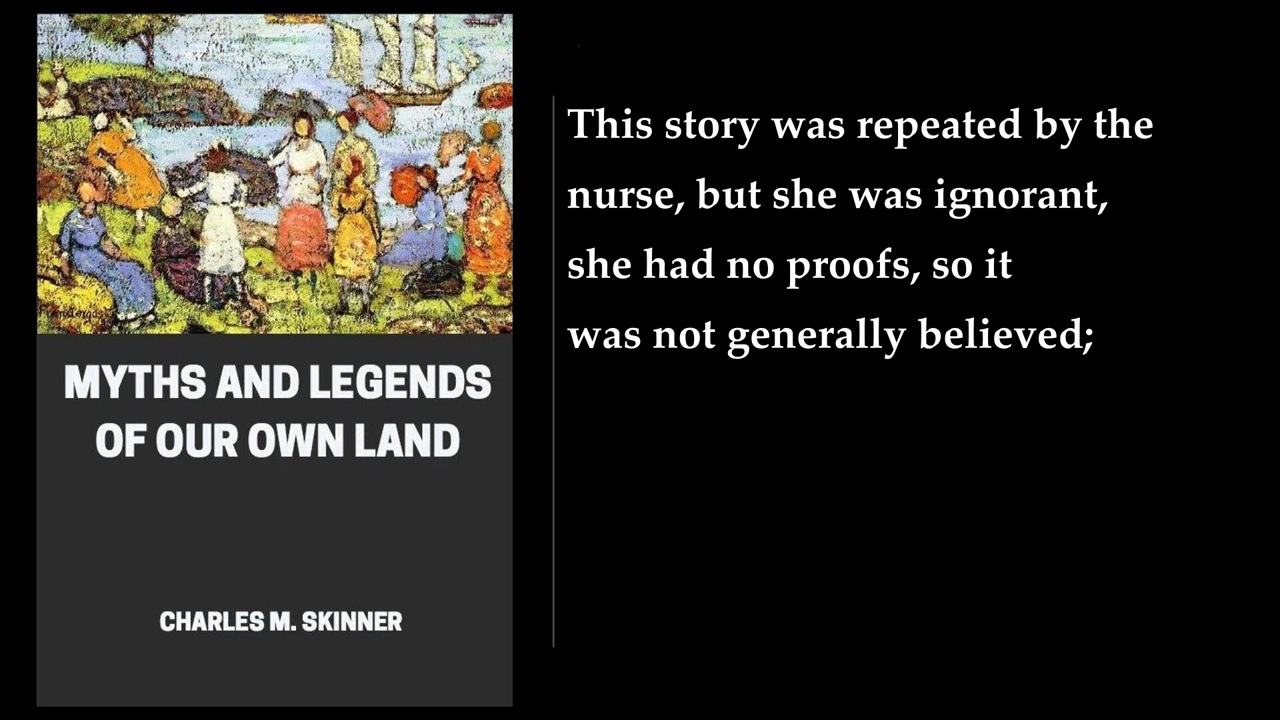 MYTHS AND LEGENDS
OF OUR OWN LAND
CHARLES M. SKINNER
This story was repeated by the
nurse, but she was ignorant,
she had no proofs, so it
was not generally believed;